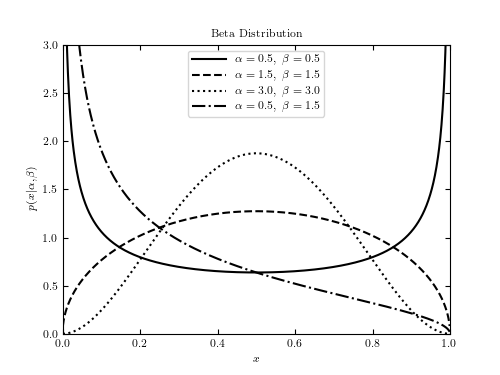 Beta Distribution
α = 0.5, β = 0.5
α = 1.5, β = 1.5
α = 3.0, β = 3.0
α = 0.5, β = 1.5
3.0
2.5
2.0
1.5
1.0
0.5
0.0
p(x|α,β)
0.0 0.2 0.4 0.6 0.8 1.0
x